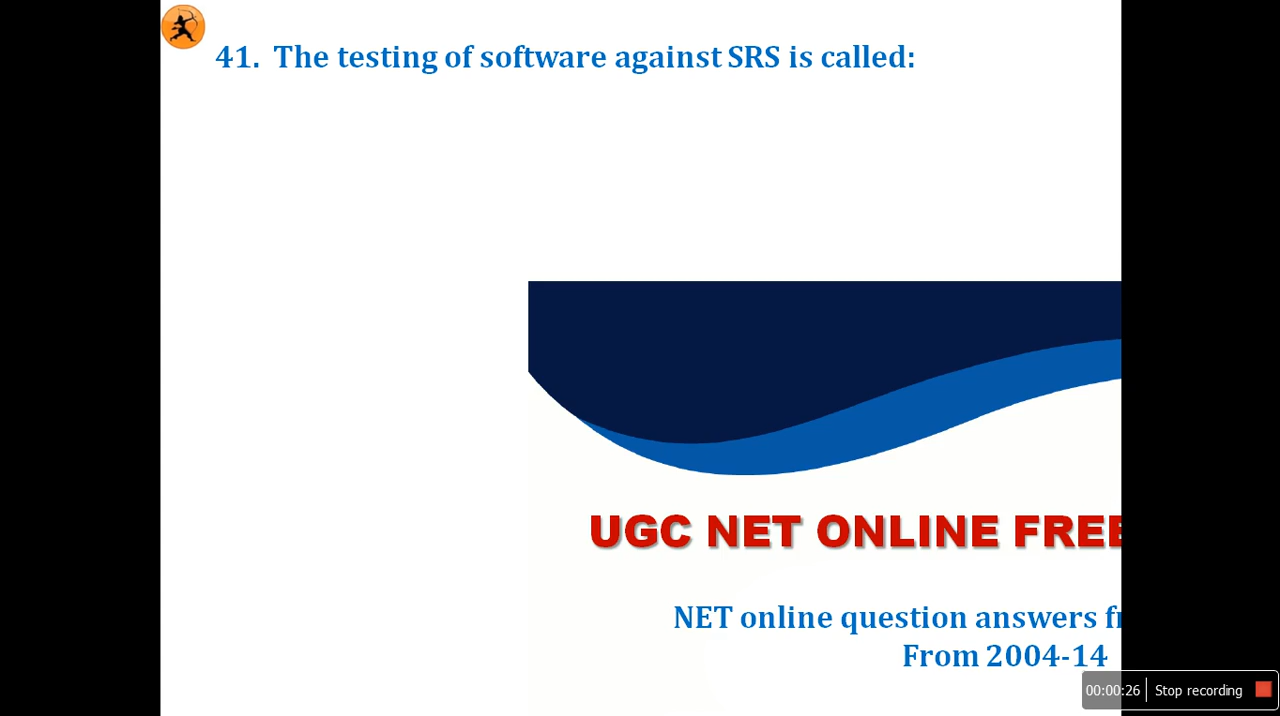 41. The testing of software against SRS is called:
UGC NET ONLINE FREE
NET online question answers
From 2004-14
00:00:26 Stop recording